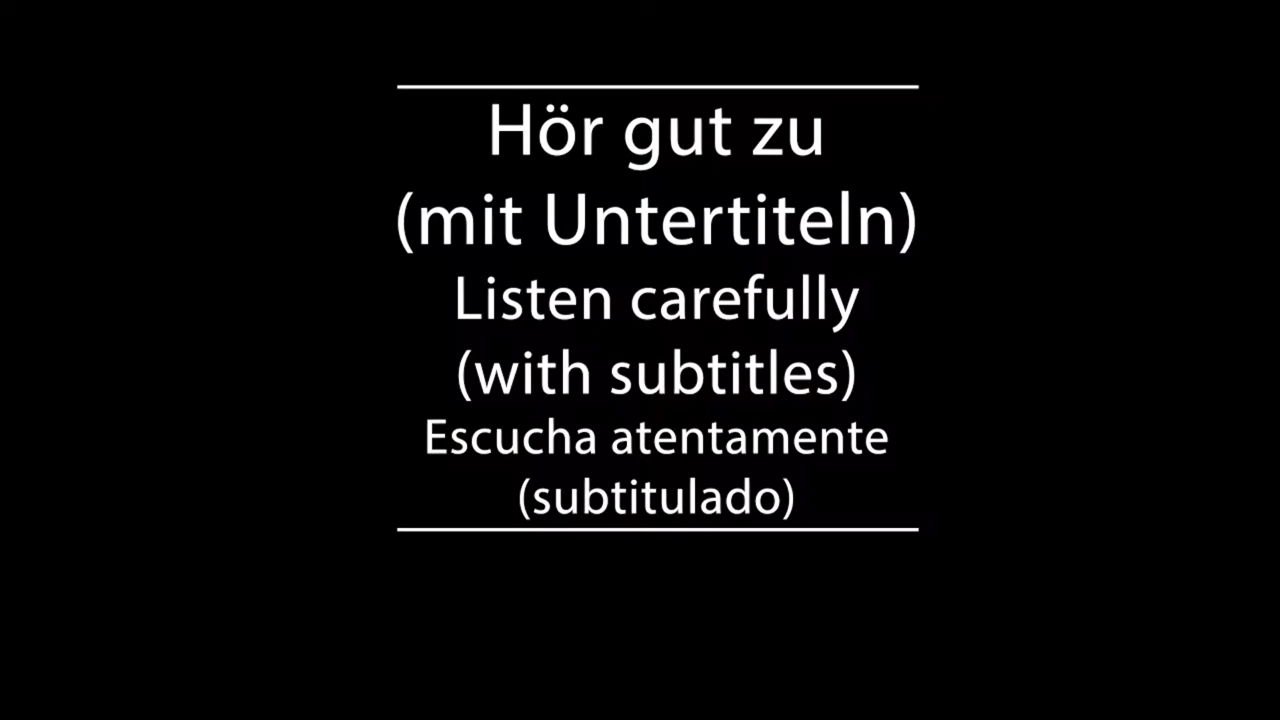 Hör gut zu
(mit Untertiteln)
Listen carefully
(with subtitles)
Escucha atentamente
(subtitulado)